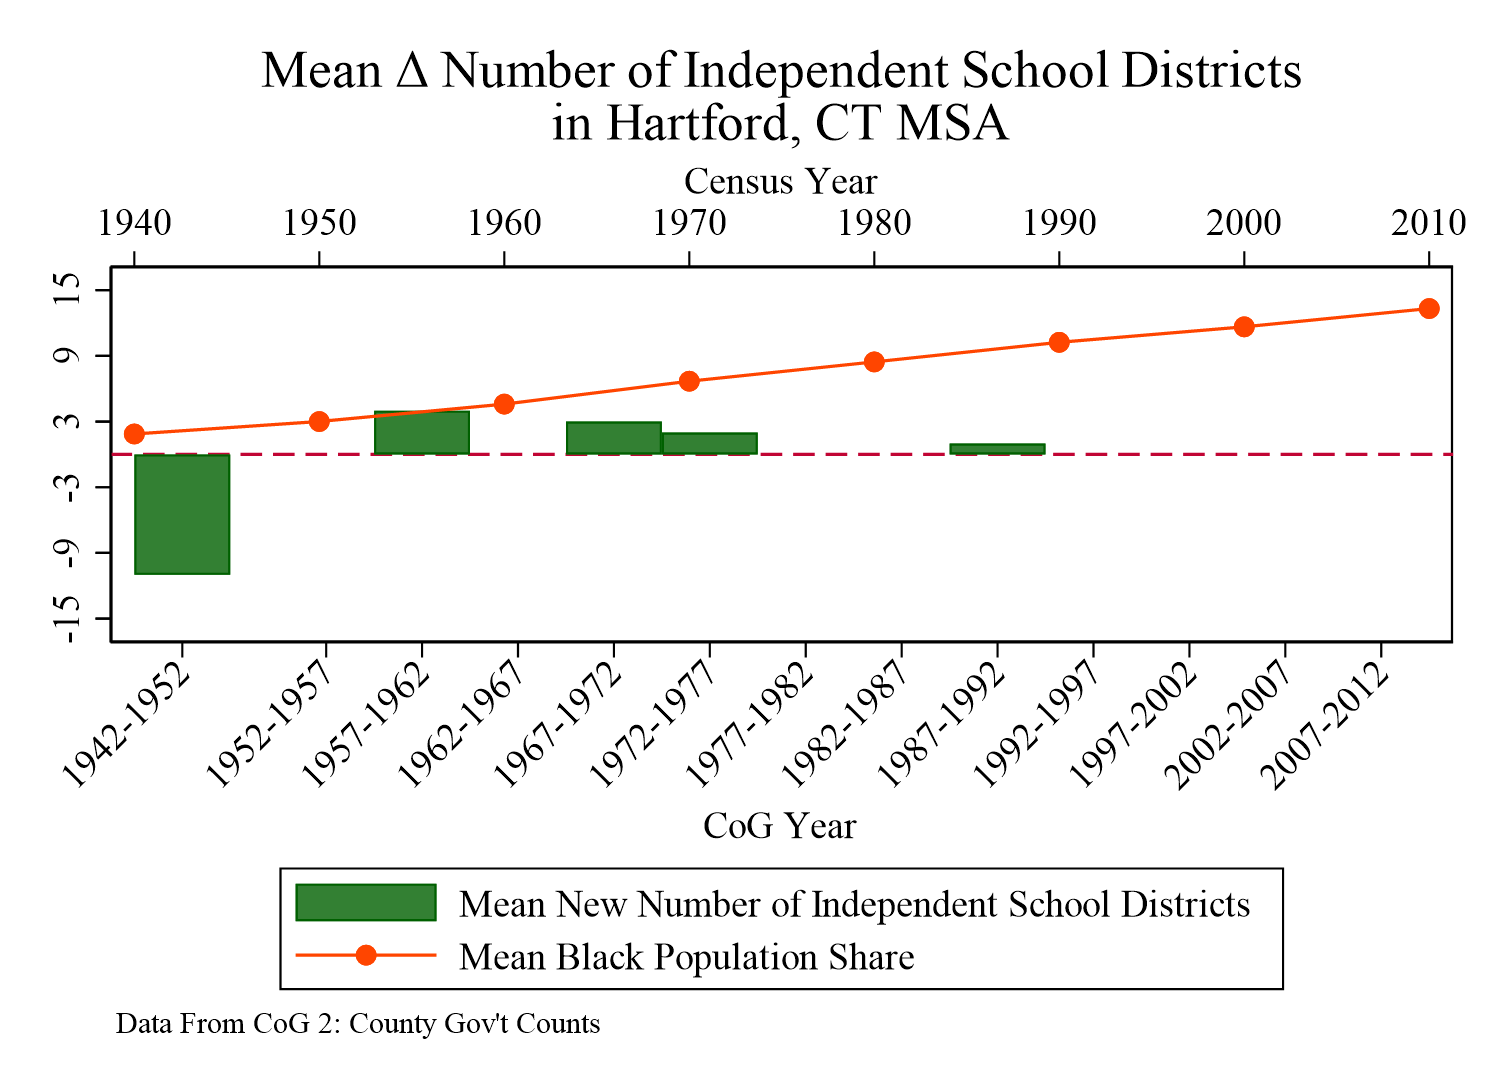 Mean Δ Number of Independent School Districts
in Hartford, CT MSA
Census Year
1940 1950 1960 1970 1980 1990 2000 2010
15
9
3
-3
-9
-15
1942-1952 1952-1957 1957-1962 1962-1967 1967-1972 1972-1977 1977-1982 1982-1987 1987-1992 1992-1997 1997-2002 2002-2007 2007-2012
CoG Year
Mean New Number of Independent School Districts
Mean Black Population Share
Data From CoG 2: County Gov't Counts